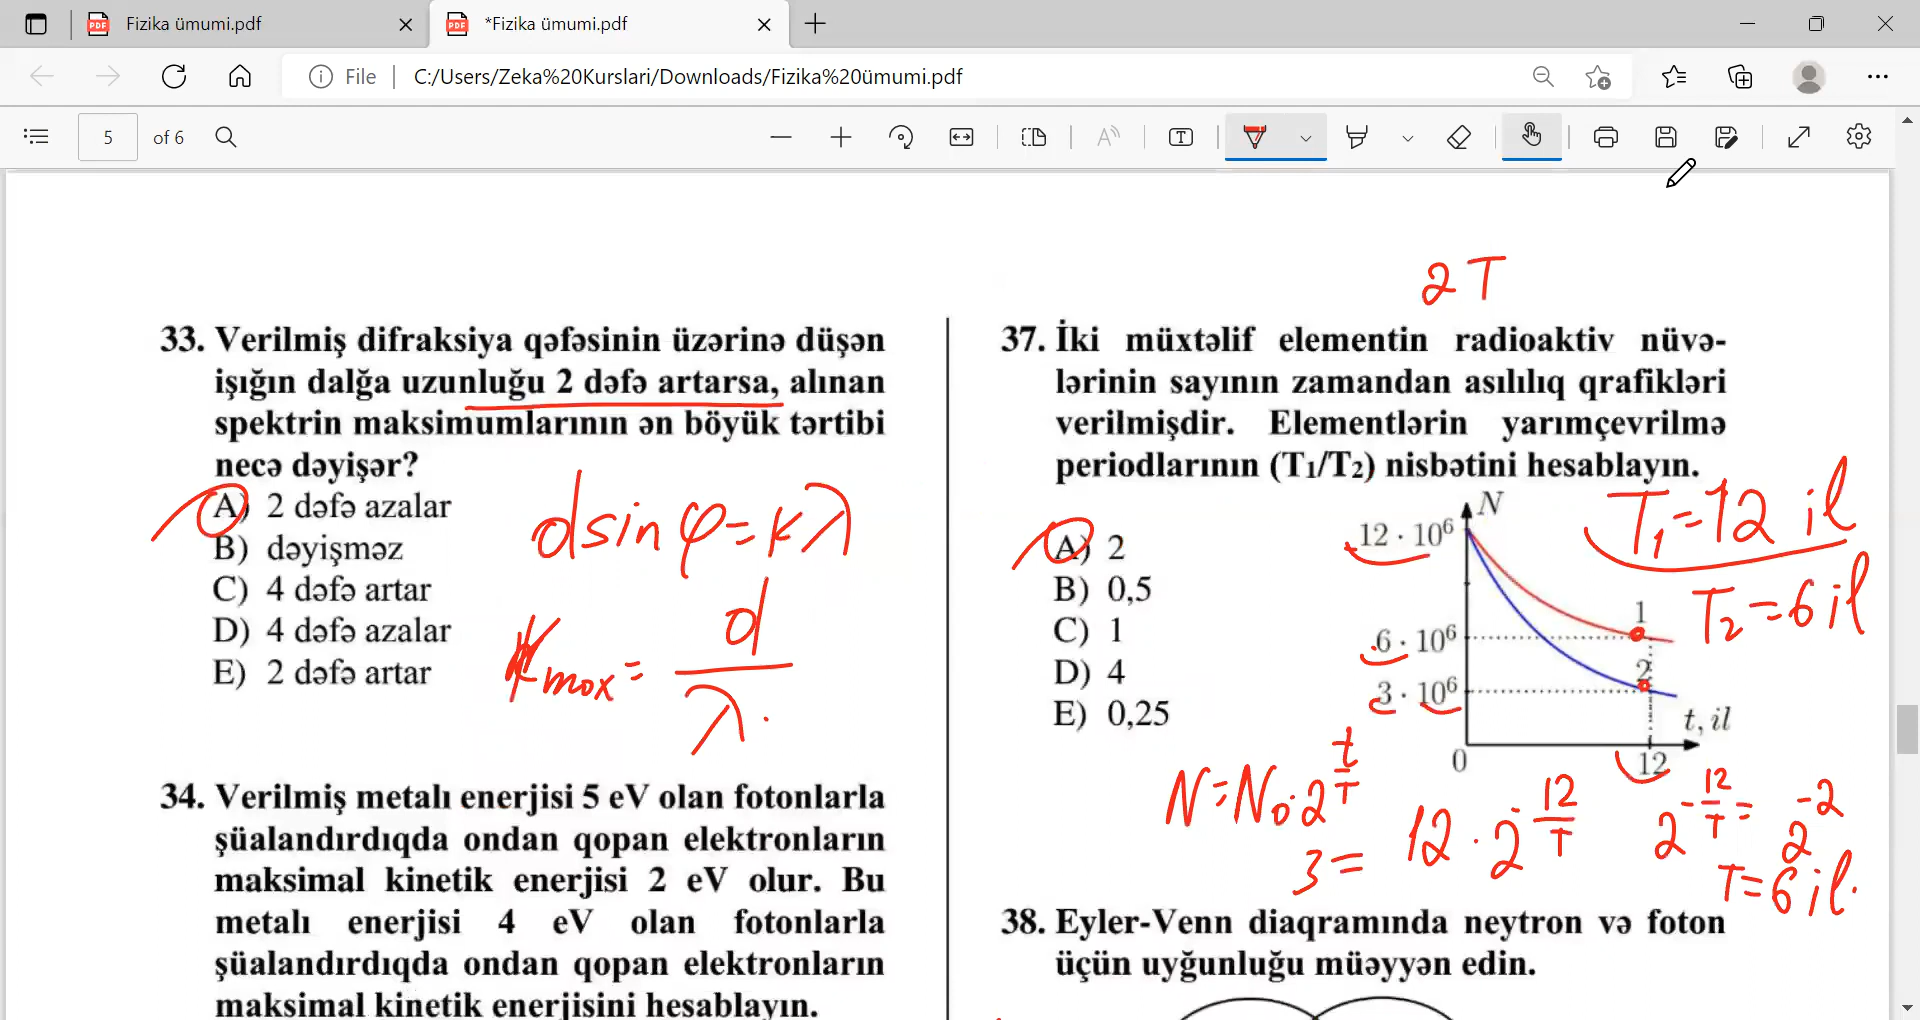 Fizika ümumi.pdf
*Fizika ümumi.pdf
File
C:/Users/Zeka%20Kurslari/Downloads/Fizika%20ümumi.pdf
5 of 6
33. Verilmiş difraksiya qəfəsinin üzərinə düşən
işığın dalğa uzunluğu 2 dəfə artarsa, alınan
spektrin maksimumlarının ən böyük tərtibi
necə dəyişər?
A) 2 dəfə azalar
B) dəyişməz
C) 4 dəfə artar
D) 4 dəfə azalar
E) 2 dəfə artar
d sin φ = kλ
kmax = d/λ
34. Verilmiş metalı enerjisi 5 eV olan fotonlarla
şüalandırdıqda ondan qopan elektronların
maksimal kinetik enerjisi 2 eV olur. Bu
metalı enerjisi 4 eV olan fotonlarla
şüalandırdıqda ondan qopan elektronların
maksimal kinetik enerjisini hesablayın.
2 T
37. İki müxtəlif elementin radioaktiv nüvə-
lərinin sayının zamandan asılılıq qrafikləri
verilmişdir. Elementlərin yarımçevrilmə
periodlarının (T1/T2) nisbətini hesablayın.
A) 2
B) 0,5
C) 1
D) 4
E) 0,25
N
12 · 10⁶
6 · 10⁶
3 · 10⁶
1
2
t, il
0
12
T₁=12 il
T₂=6 il
N=N₀·2^(-t/T)
3 = 12 · 2^(-12/T)
2^(-12/T) = 2^(-2)
T=6 il.
38. Eyler-Venn diaqramında neytron və foton
üçün uyğunluğu müəyyən edin.